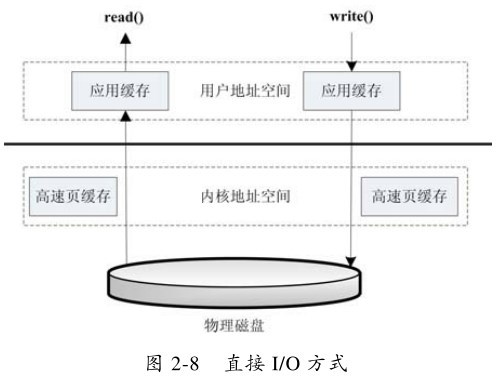 read() write()
应用缓存 用户地址空间 应用缓存
高速页缓存 内核地址空间 高速页缓存
物理磁盘
图 2-8 直接 I/O 方式